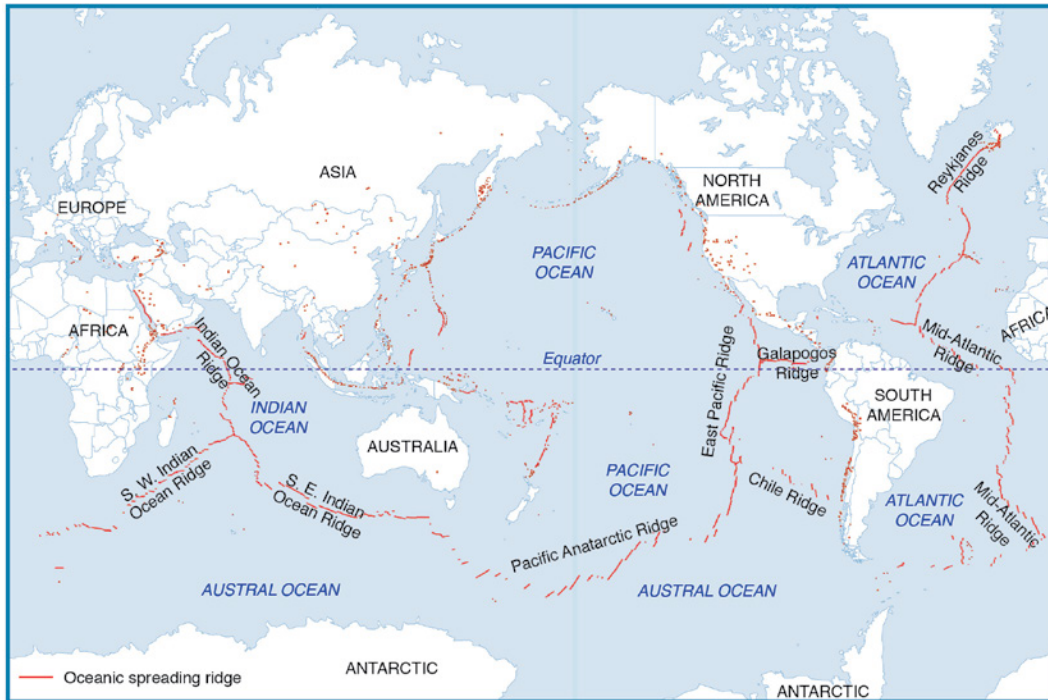 Reykjanes
Ridge
ASIA
NORTH
AMERICA
EUROPE
PACIFIC
OCEAN
ATLANTIC
OCEAN
AFRICA
Indian Ocean
Ridge
Mid-Atlantic
Ridge
AFRICA
Equator
Galapogos
Ridge
East Pacific Ridge
INDIAN
OCEAN
SOUTH
AMERICA
AUSTRALIA
S. W. Indian
Ocean Ridge
S. E. Indian
Ocean Ridge
PACIFIC
OCEAN
Chile Ridge
ATLANTIC
OCEAN
Mid-Atlantic
Ridge
Pacific Anatarctic Ridge
AUSTRAL OCEAN
AUSTRAL OCEAN
Oceanic spreading ridge
ANTARCTIC
ANTARCTIC